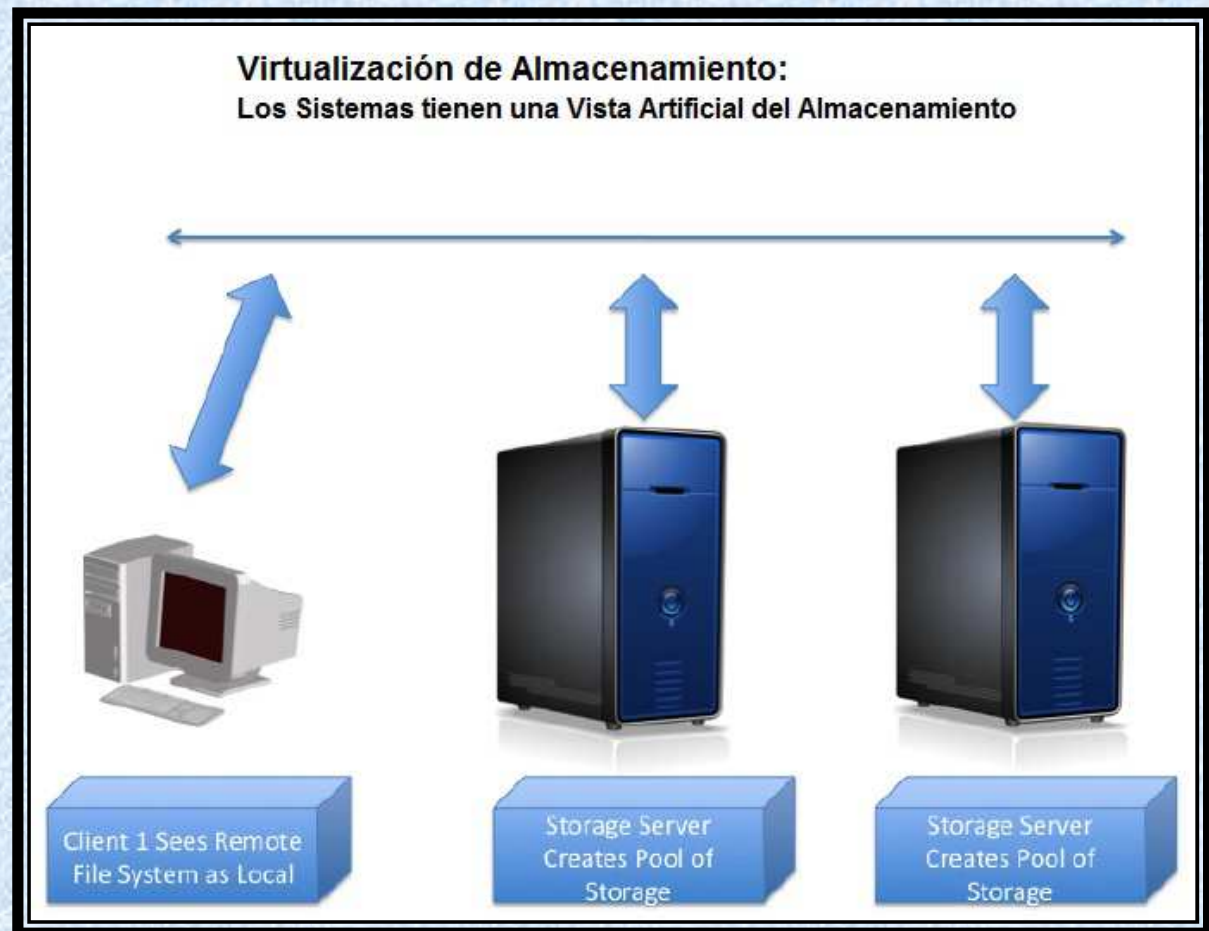 Virtualización de Almacenamiento:
Los Sistemas tienen una Vista Artificial del Almacenamiento
Client 1 Sees Remote
File System as Local
Storage Server
Creates Pool of
Storage
Storage Server
Creates Pool of
Storage